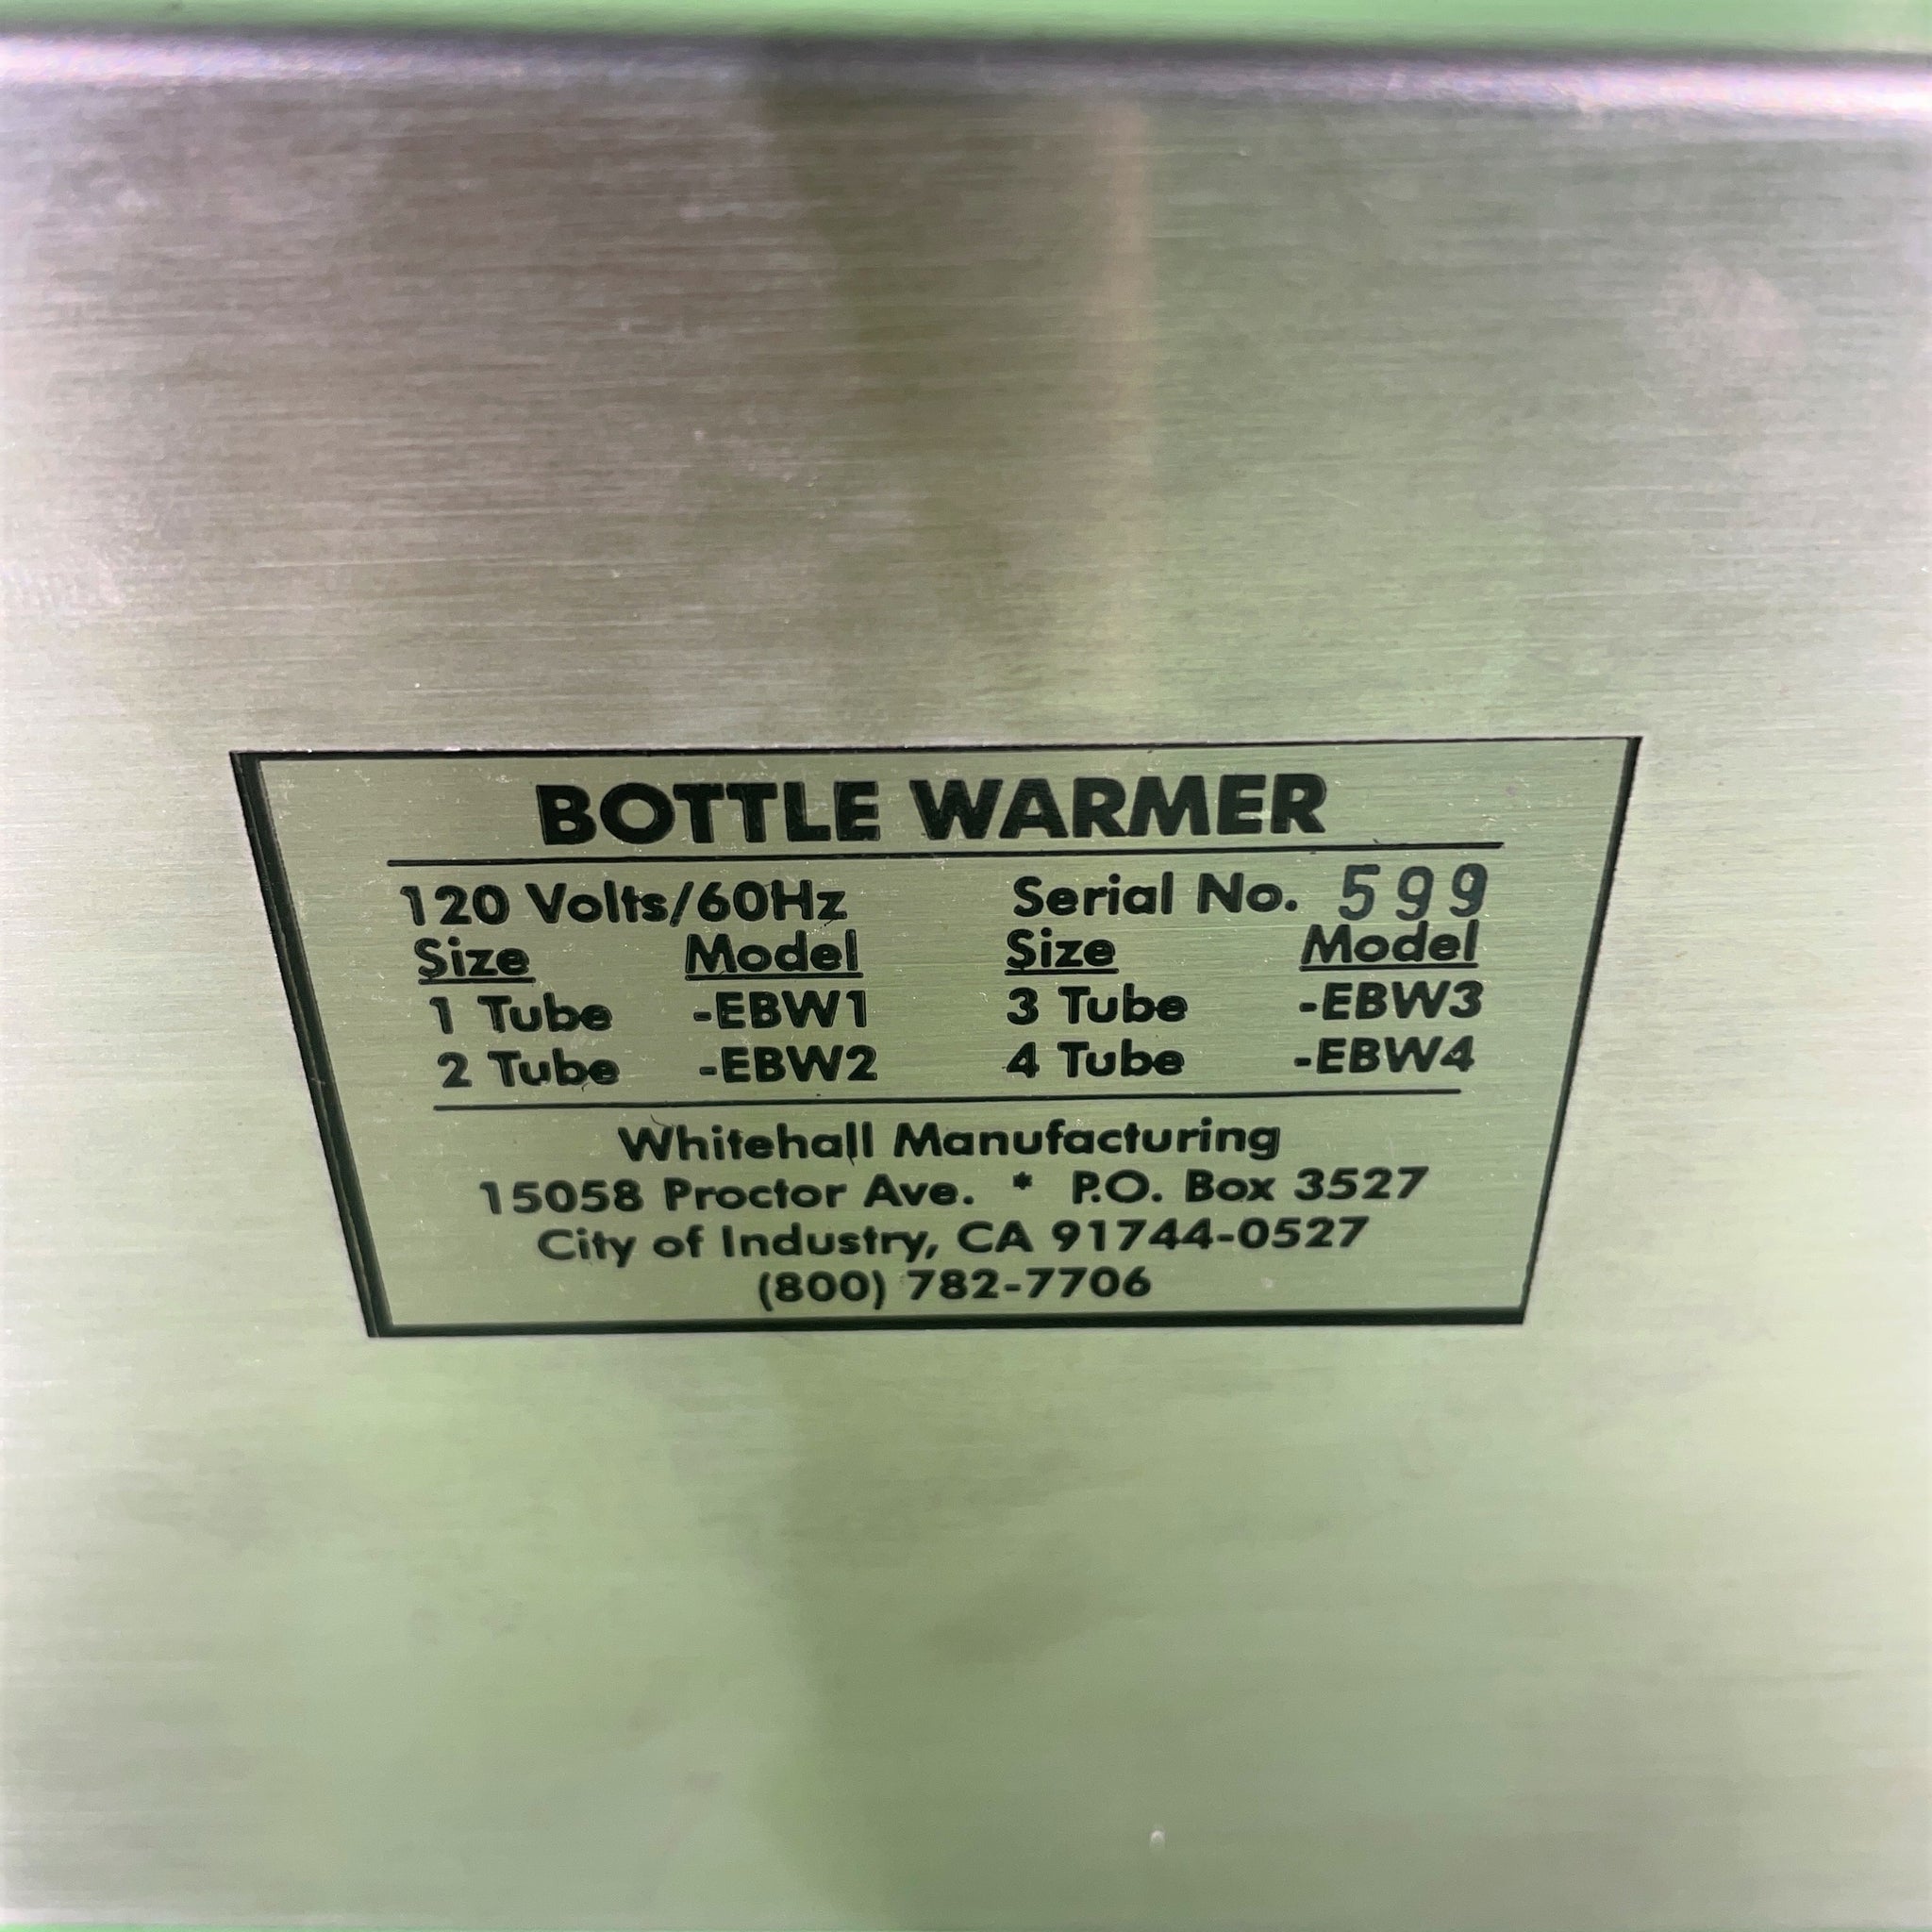 BOTTLE WARMER
120 Volts/60Hz Serial No. 599
Size Model Size Model
1 Tube -EBW1 3 Tube -EBW3
2 Tube -EBW2 4 Tube -EBW4
Whitehall Manufacturing
15058 Proctor Ave. * P.O. Box 3527
City of Industry, CA 91744-0527
(800) 782-7706